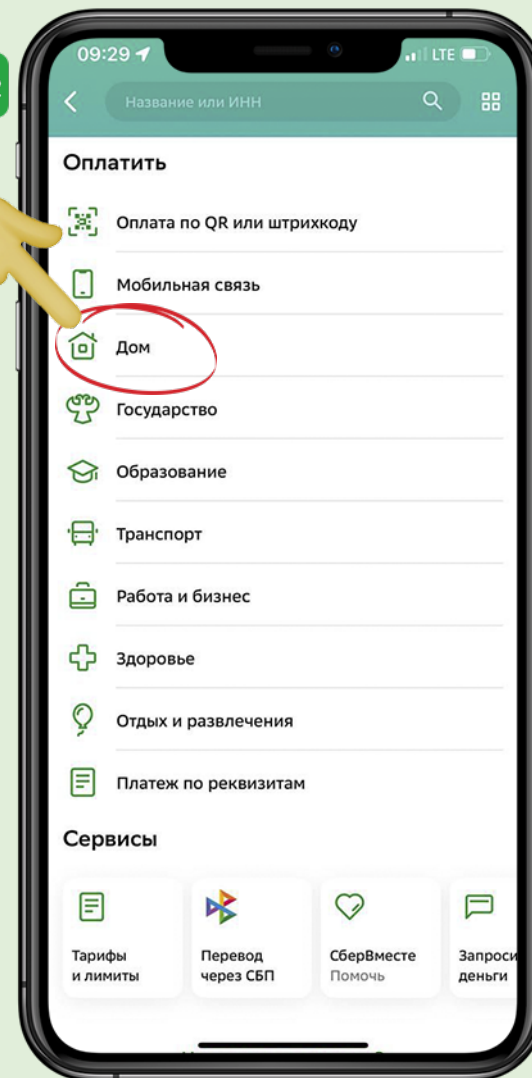 09:29
LTE
Название или ИНН
Оплатить
Оплата по QR или штрихкоду
Мобильная связь
Дом
Государство
Образование
Транспорт
Работа и бизнес
Здоровье
Отдых и развлечения
Платеж по реквизитам
Сервисы
Тарифы
и лимиты
Перевод
через СБП
СберВместе
Помочь
Запроси
деньги